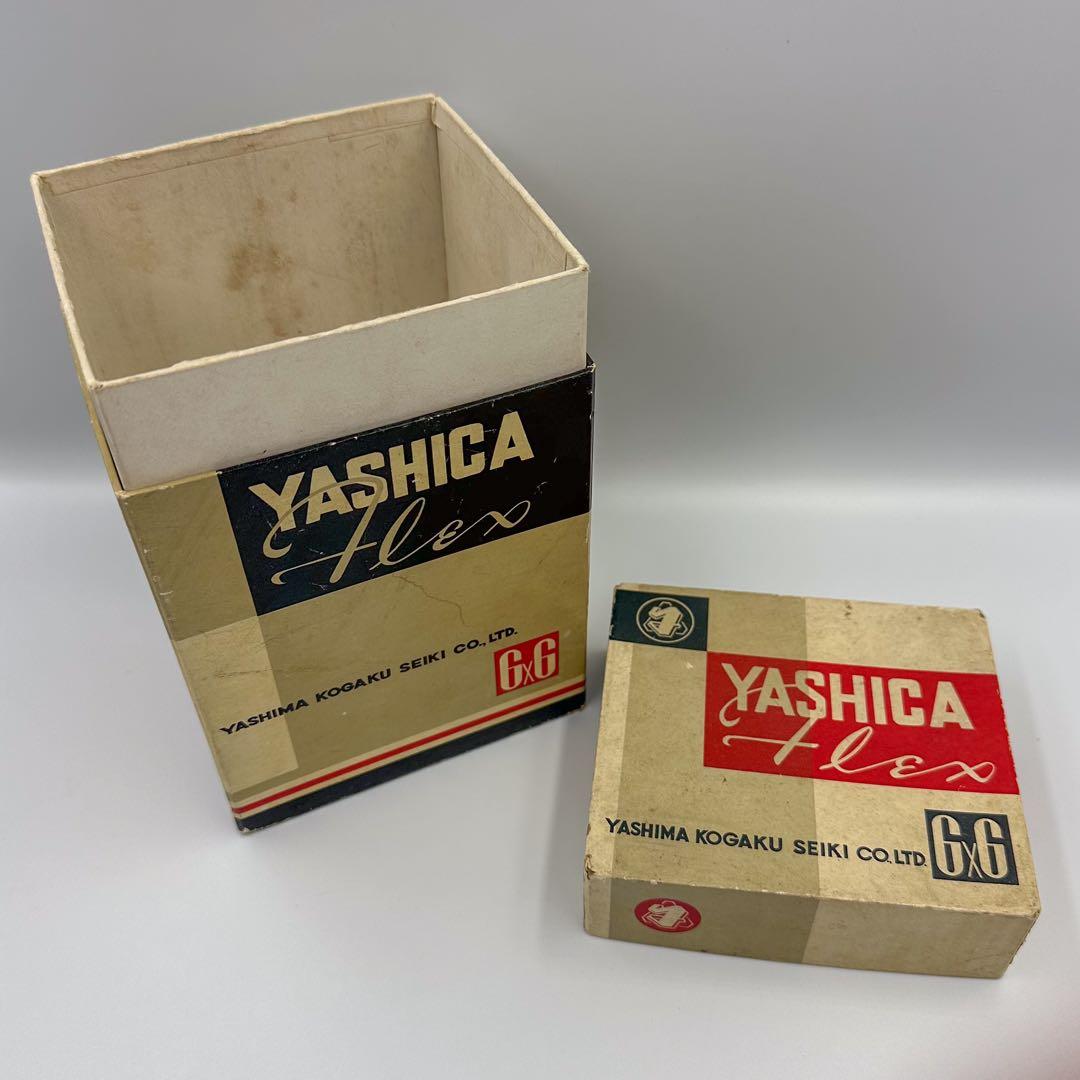 YASHICA
Flex
YASHIMA KOGAKU SEIKI CO., LTD.
6x6
YASHICA
Flex
YASHIMA KOGAKU SEIKI CO. LTD.
6x6